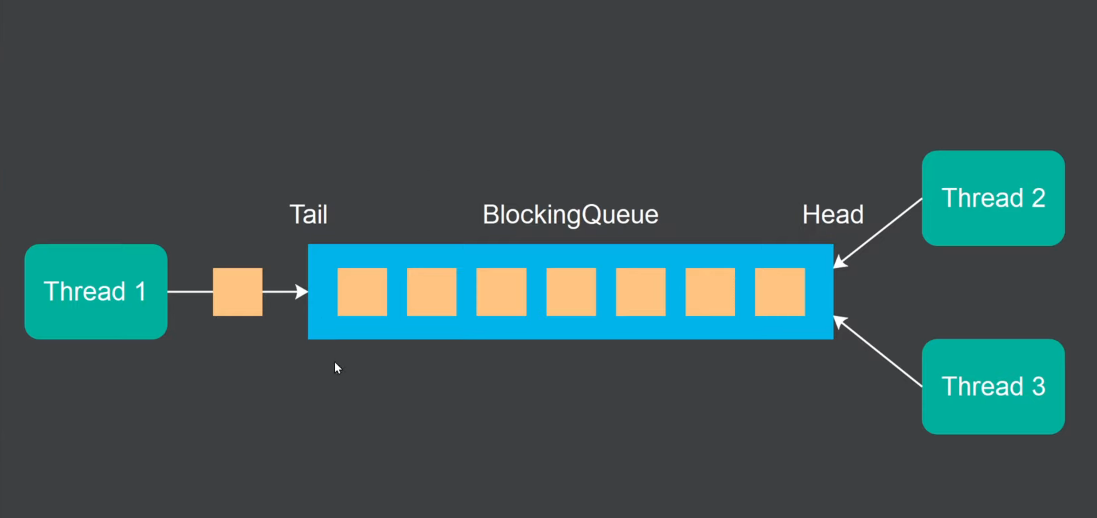 Tail
BlockingQueue
Head
Thread 1
Thread 2
Thread 3